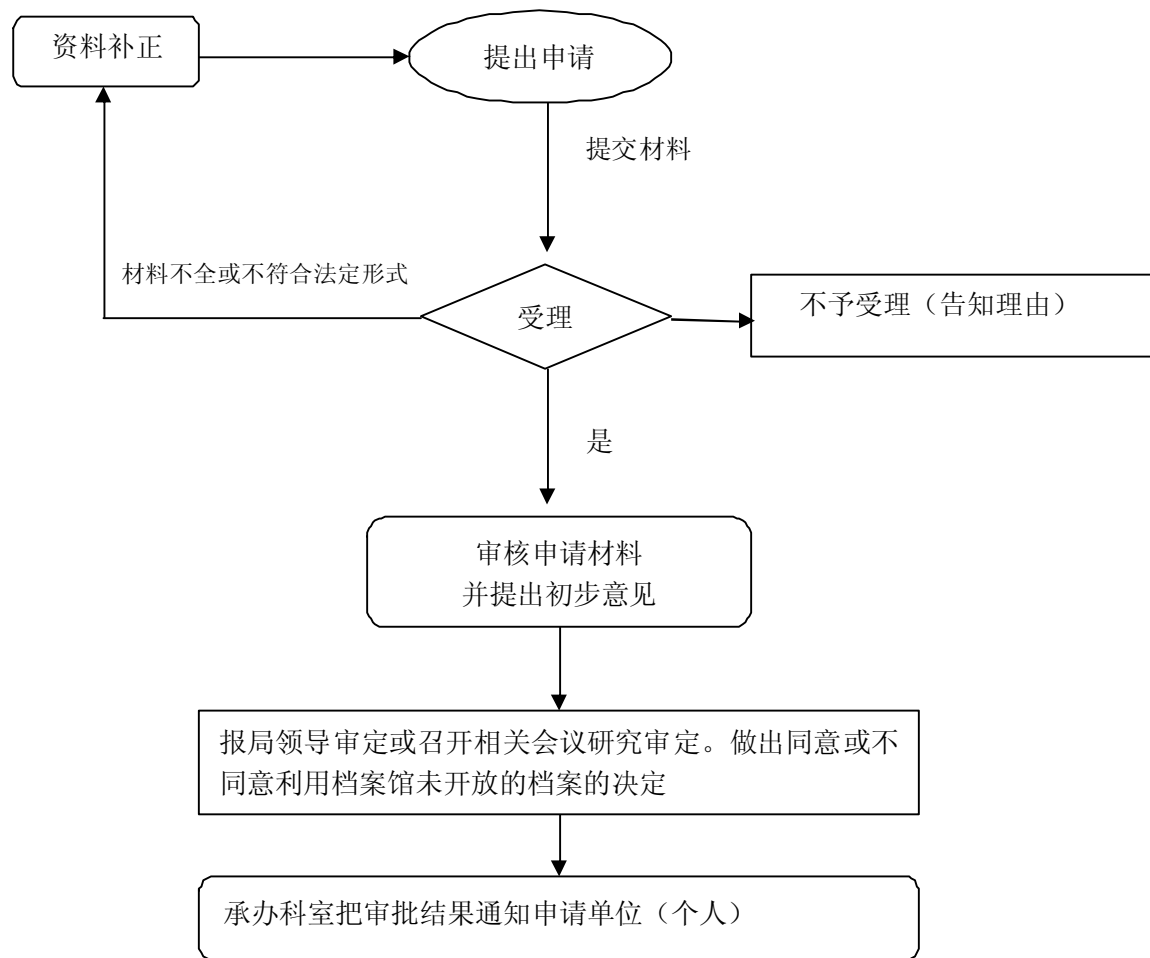 资料补正
提出申请
提交材料
材料不全或不符合法定形式
受理
不予受理（告知理由）
是
审核申请材料
并提出初步意见
报局领导审定或召开相关会议研究审定。做出同意或不
同意利用档案馆未开放的档案的决定
承办科室把审批结果通知申请单位（个人）